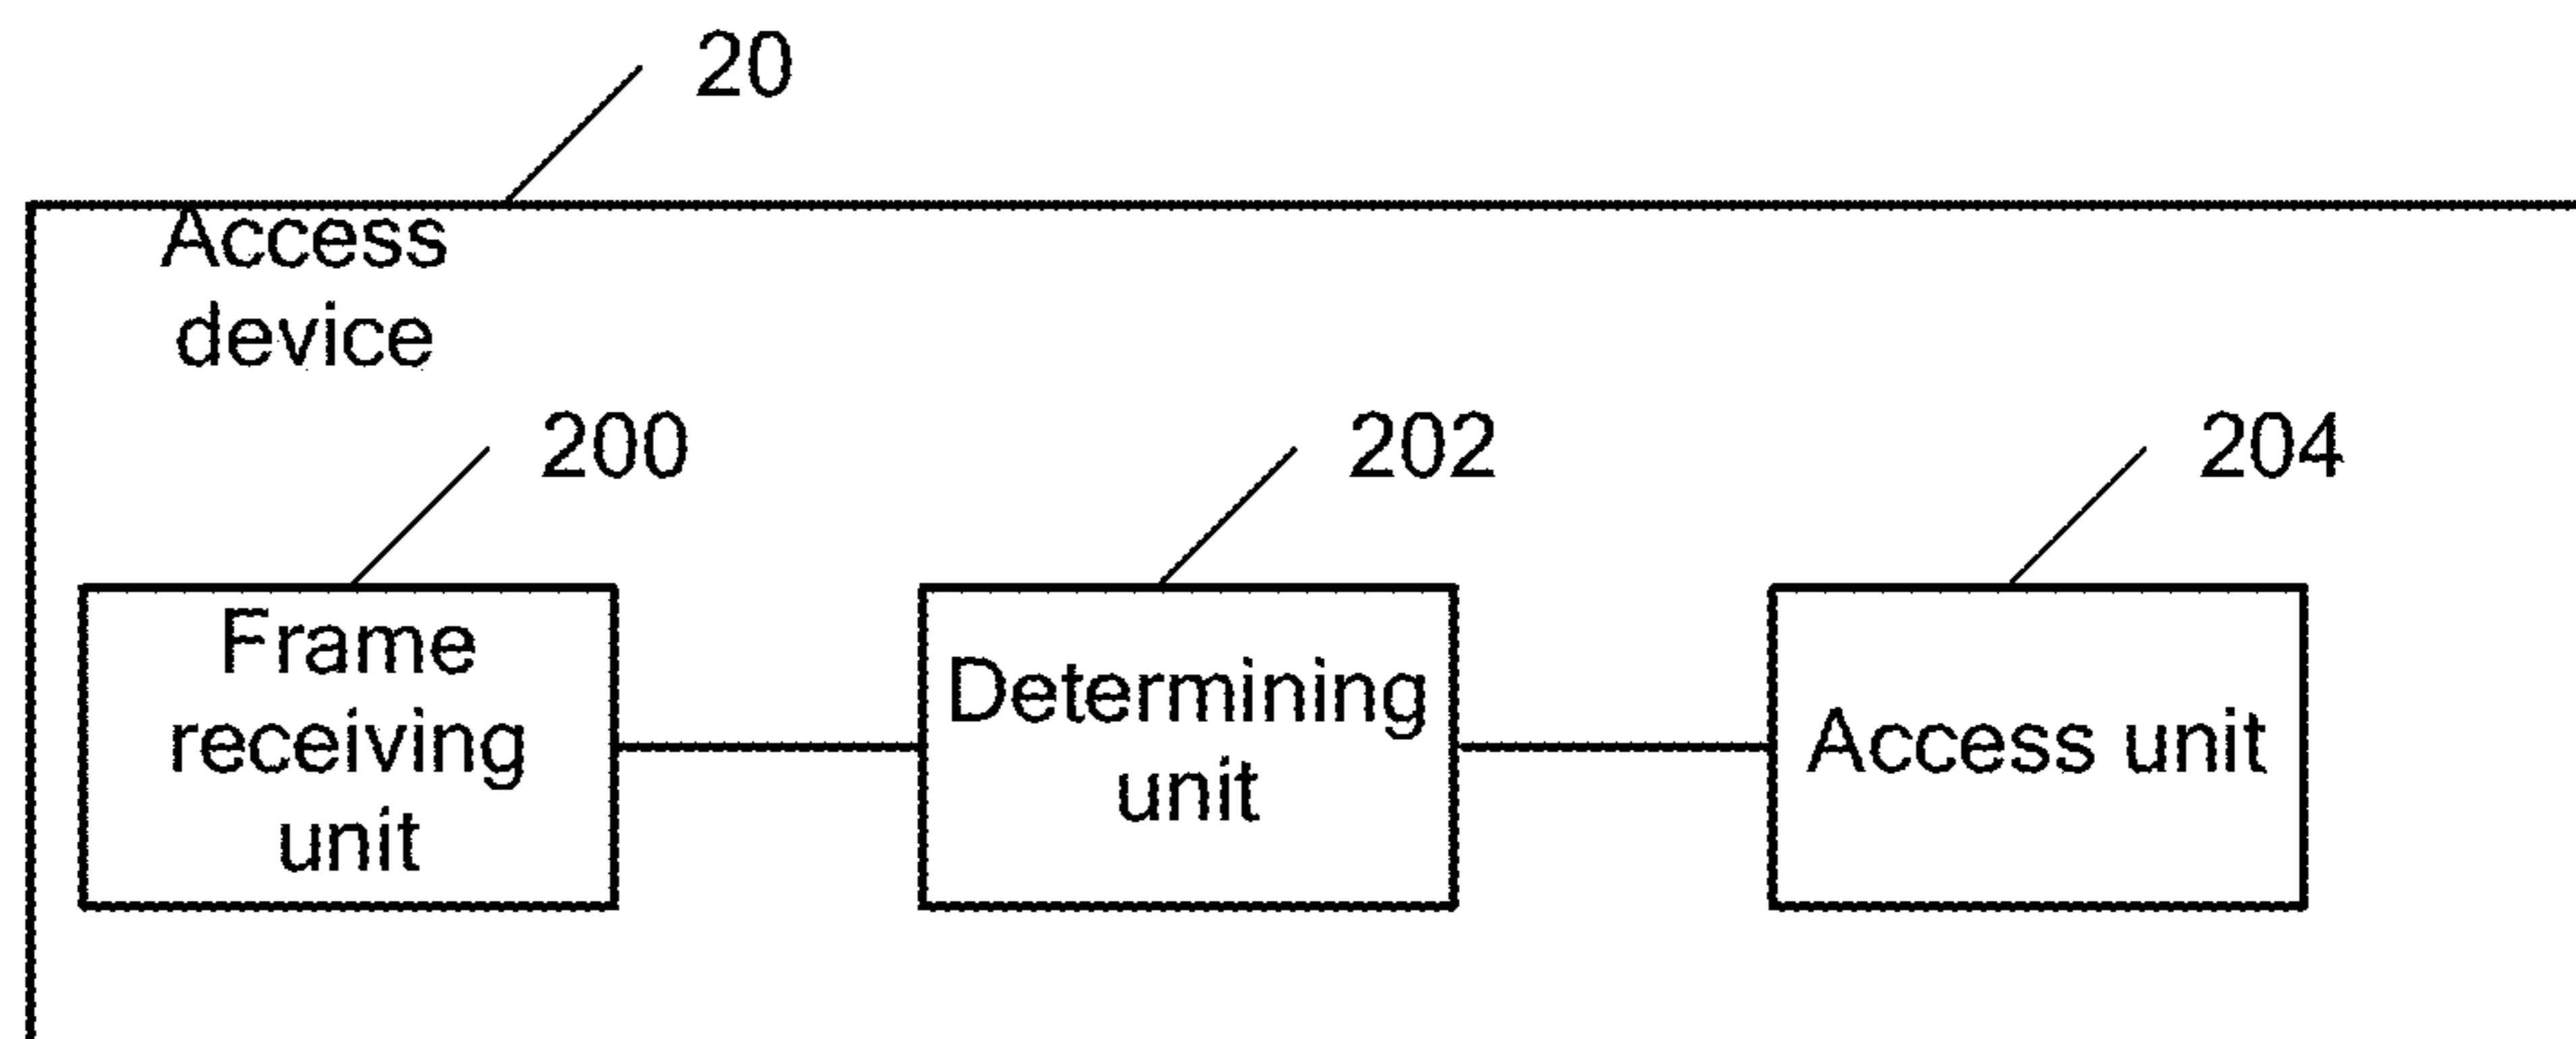 20
Access
device
200
202
204
Frame
receiving
unit
Determining
unit
Access unit